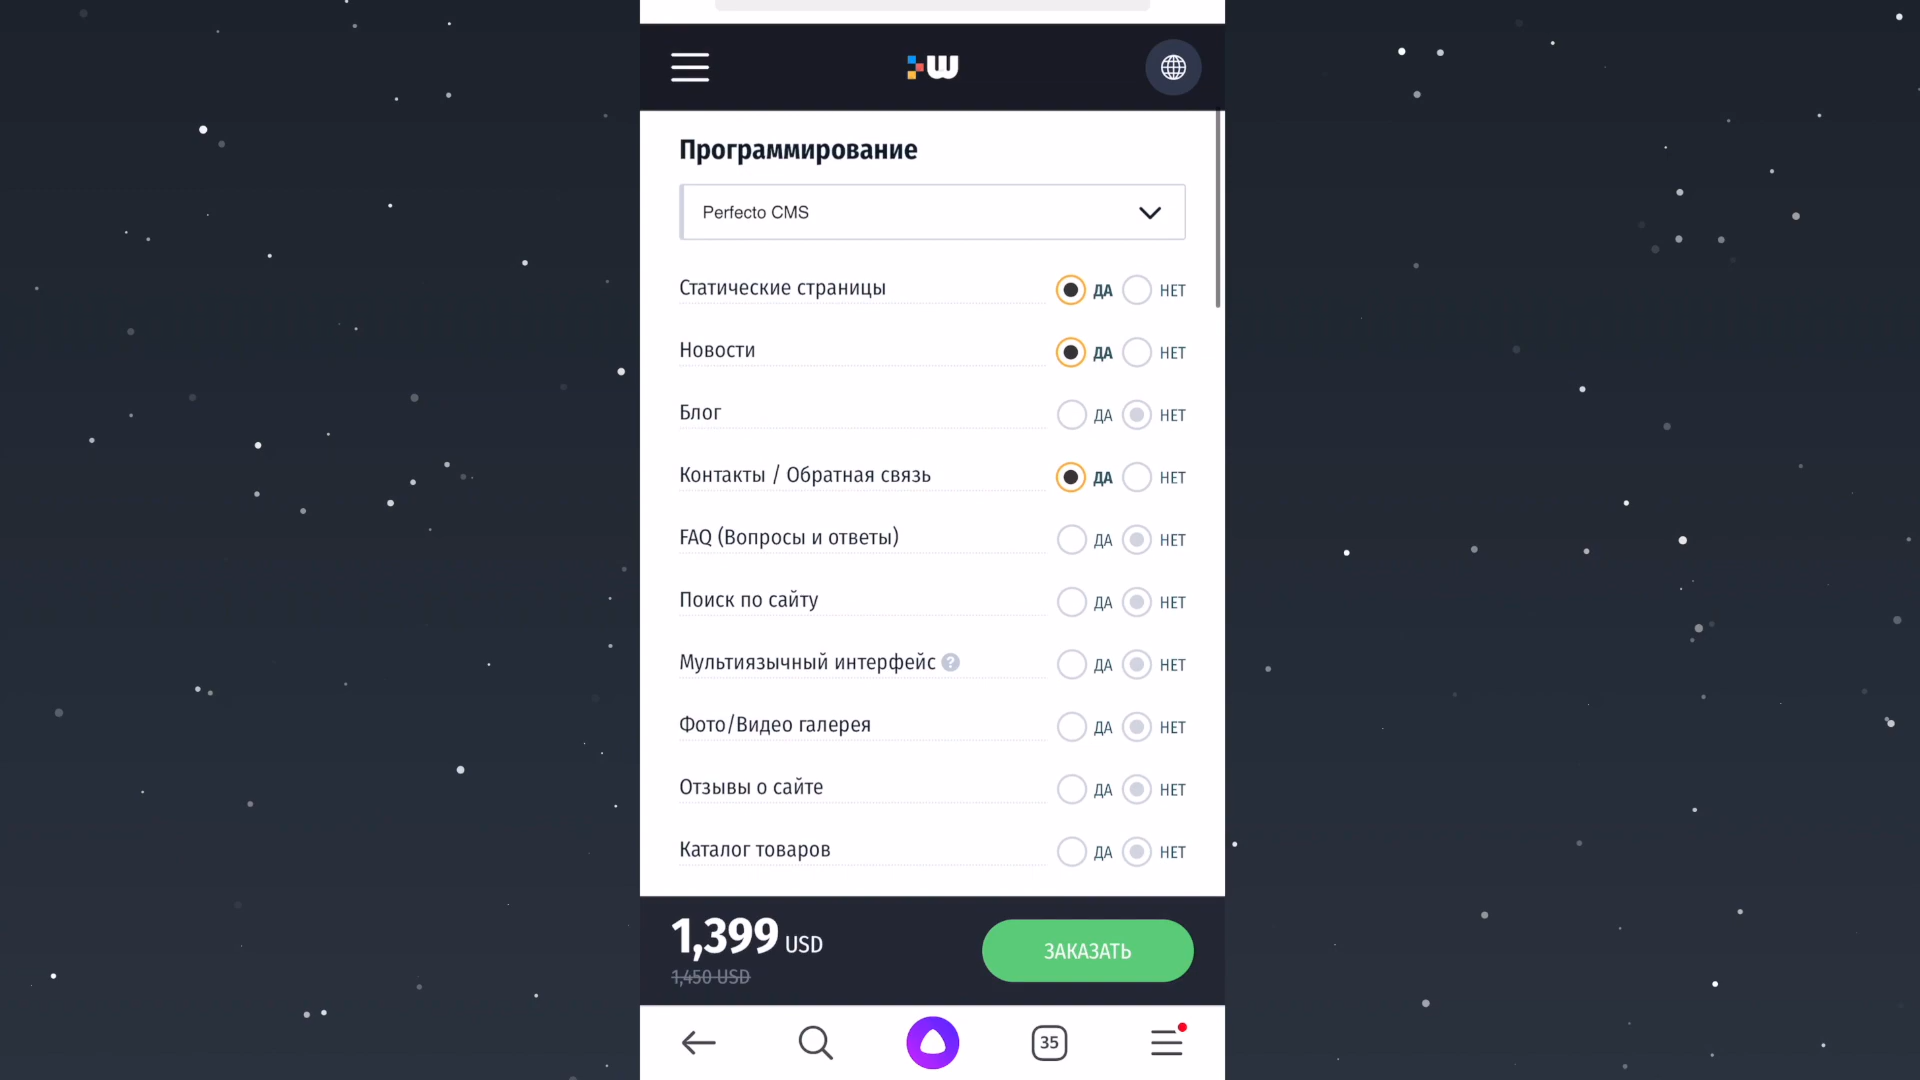 Программирование
Perfecto CMS
Статические страницы ДА НЕТ
Новости ДА НЕТ
Блог ДА НЕТ
Контакты / Обратная связь ДА НЕТ
FAQ (Вопросы и ответы) ДА НЕТ
Поиск по сайту ДА НЕТ
Мультиязычный интерфейс ? ДА НЕТ
Фото/Видео галерея ДА НЕТ
Отзывы о сайте ДА НЕТ
Каталог товаров ДА НЕТ
1,399 USD
1,450 USD
ЗАКАЗАТЬ
35